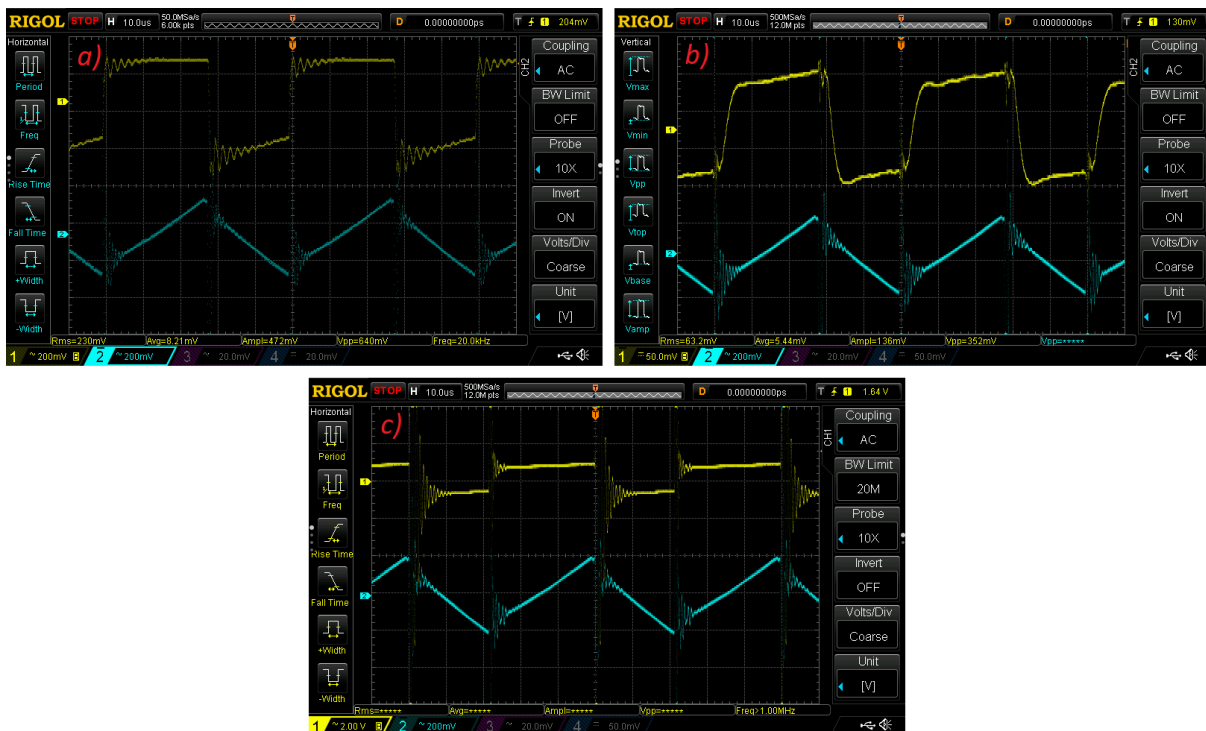 RIGOL STOP H 10.0us 50.0MSa/s 6.00k pts D 0.00000000ps T 1 204mV
Horizontal
a)
Period
Freq
Rise Time
Fall Time
+Width
-Width
1
2
T
CH2
Coupling
AC
BW Limit
OFF
Probe
10X
Invert
ON
Volts/Div
Coarse
Unit
[V]
Rms=230mV Avg=8.21mV Ampl=472mV Vpp=640mV Freq=20.0kHz
1 ~ 200mV B 2 ~ 200mV 3 ~ 20.0mV 4 = 20.0mV
RIGOL STOP H 10.0us 500MSa/s 12.0M pts D 0.00000000ps T 1 130mV
Vertical
b)
Vmax
Vmin
Vpp
Vtop
Vbase
Vamp
1
2
T
CH2
Coupling
AC
BW Limit
OFF
Probe
10X
Invert
ON
Volts/Div
Coarse
Unit
[V]
Rms=63.2mV Avg=5.44mV Ampl=136mV Vpp=352mV Vpp=*****
1 = 50.0mV B 2 ~ 200mV 3 ~ 20.0mV 4 = 50.0mV
RIGOL STOP H 10.0us 500MSa/s 12.0M pts D 0.00000000ps T 1 1.64 V
Horizontal
c)
Period
Freq
Rise Time
Fall Time
+Width
-Width
1
2
T
CH1
Coupling
AC
BW Limit
20M
Probe
10X
Invert
OFF
Volts/Div
Coarse
Unit
[V]
Rms=***** Avg=***** Ampl=***** Vpp=***** Freq>1.00MHz
1 ~ 2.00 V B 2 ~ 200mV 3 ~ 20.0mV 4 = 50.0mV